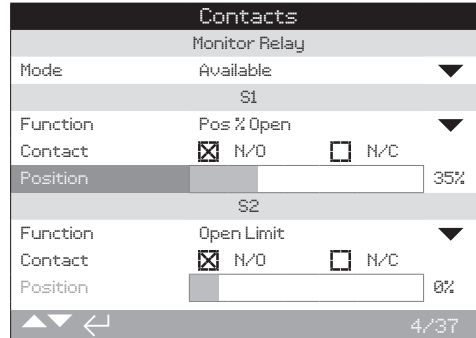 Contacts
Monitor Relay
Mode Available
S1
Function Pos % Open
Contact N/O N/C
Position 35%
S2
Function Open Limit
Contact N/O N/C
Position 0%
4/37